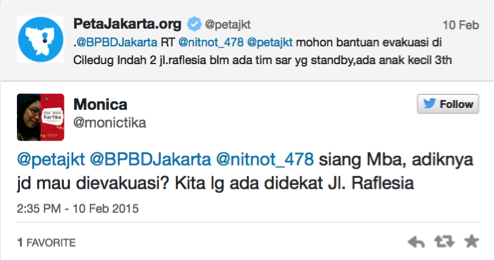 PetaJakarta.org @petajkt 10 Feb
.@BPBDJakarta RT @nitnot_478 @petajkt mohon bantuan evakuasi di
Ciledug Indah 2 jl.raflesia blm ada tim sar yg standby,ada anak kecil 3th
Monica
@monictika
Follow
@petajkt @BPBDJakarta @nitnot_478 siang Mba, adiknya
jd mau dievakuasi? Kita lg ada didekat Jl. Raflesia
2:35 PM - 10 Feb 2015
1 FAVORITE